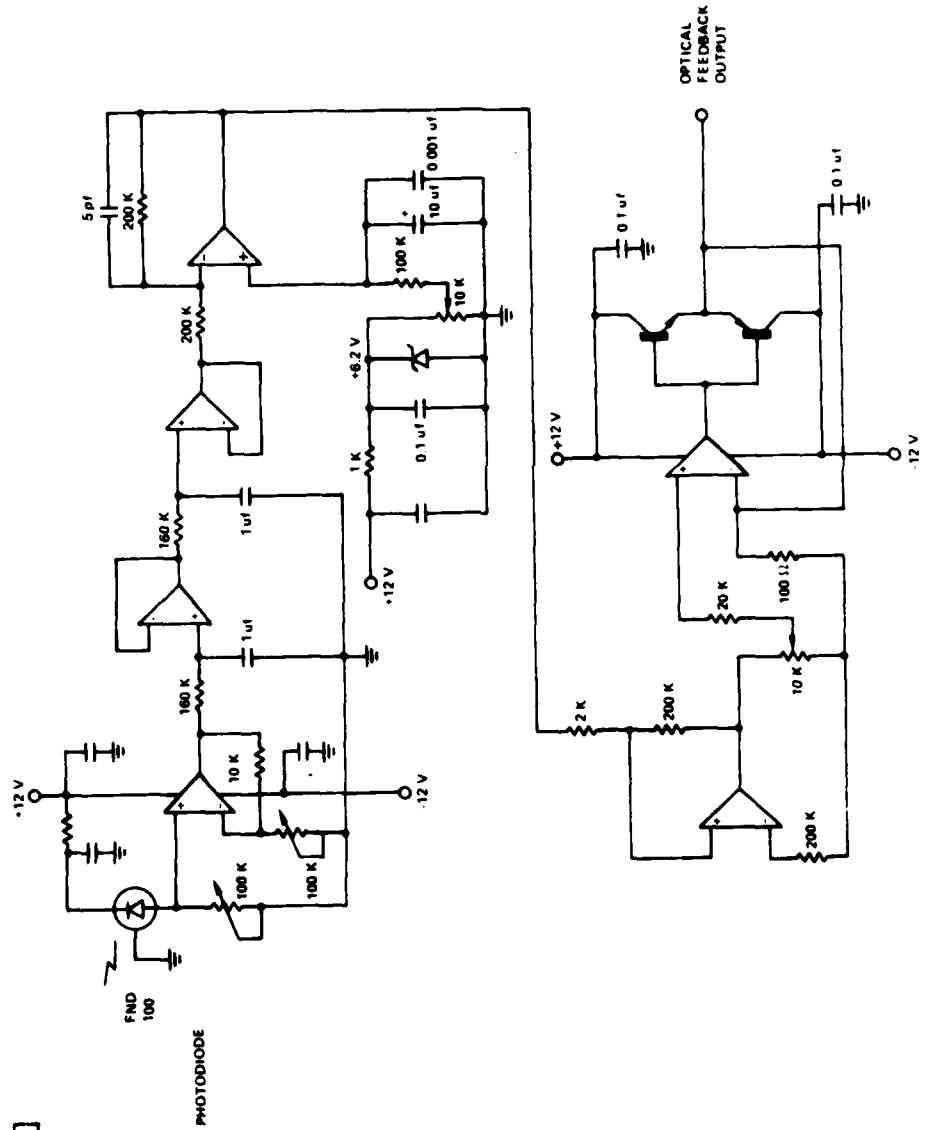 +12 V
FND
100
PHOTODIODE
100 K
100 K
10 K
-12 V
160 K
1 uf
160 K
1 uf
200 K
5 pf
200 K
+12 V
1 K
0.1 uf
+6.2 V
10 K
100 K
10 uf
0.001 uf
2 K
200 K
200 K
10 K
20 K
100 Ω
+12 V
-12 V
0 1 uf
0 1 uf
OPTICAL
FEEDBACK
OUTPUT